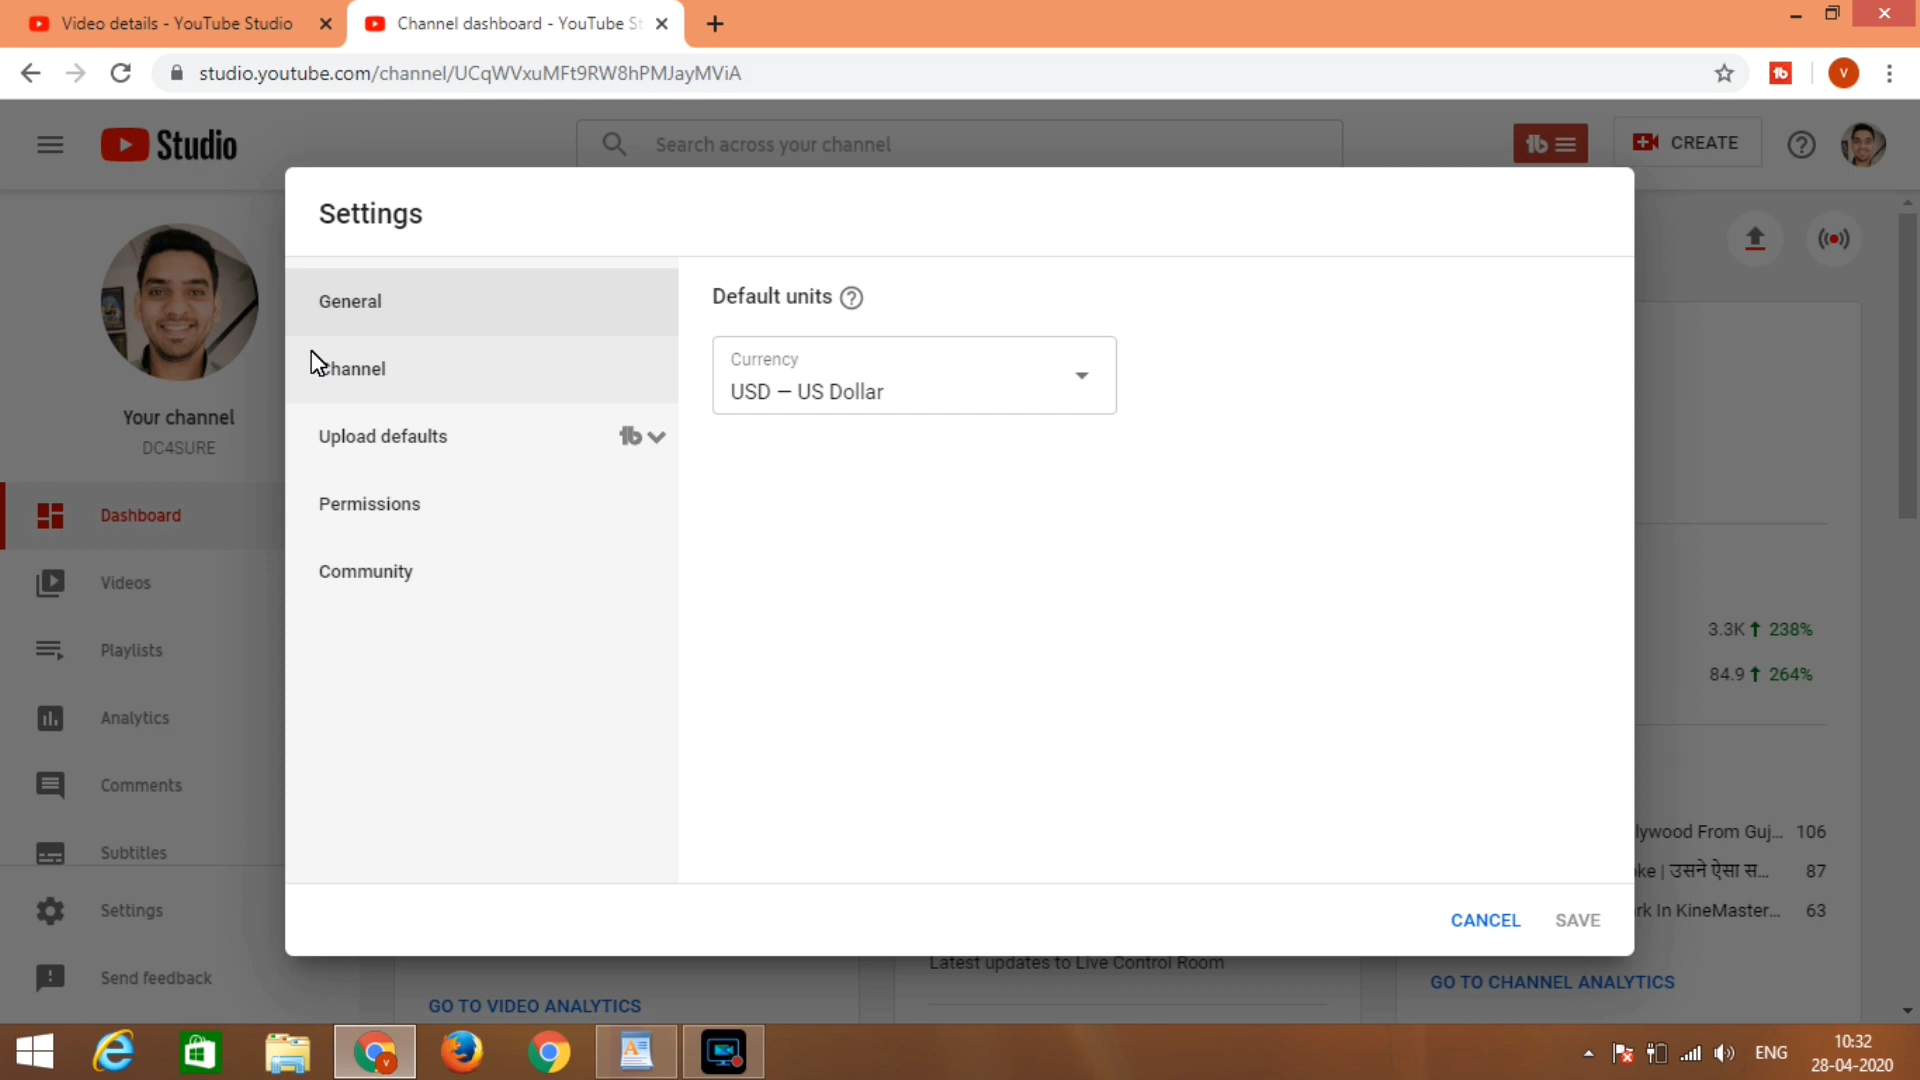 Video details - YouTube Studio
Channel dashboard - YouTube St
studio.youtube.com/channel/UCqWVxuMFt9RW8hPMJayMViA
V
Studio
Search across your channel
CREATE
Settings
General
Default units
Channel
Currency
USD — US Dollar
Upload defaults
Permissions
Community
Your channel
DC4SURE
Dashboard
Videos
Playlists
Analytics
Comments
Subtitles
Settings
Send feedback
3.3K 238%
84.9 264%
lywood From Guj... 106
ke | उसने ऐसा स... 87
rk In KineMaster... 63
CANCEL
SAVE
Latest updates to Live Control Room
GO TO VIDEO ANALYTICS
GO TO CHANNEL ANALYTICS
ENG
10:32
28-04-2020